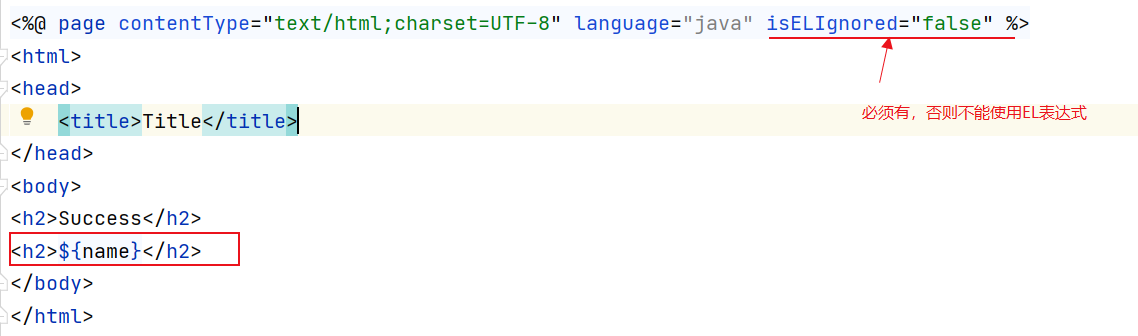 <%@ page contentType="text/html;charset=UTF-8" language="java" isELIgnored="false" %>
<html>
<head>
    <title>Title</title>
必须有，否则不能使用EL表达式
</head>
<body>
<h2>Success</h2>
<h2>${name}</h2>
</body>
</html>